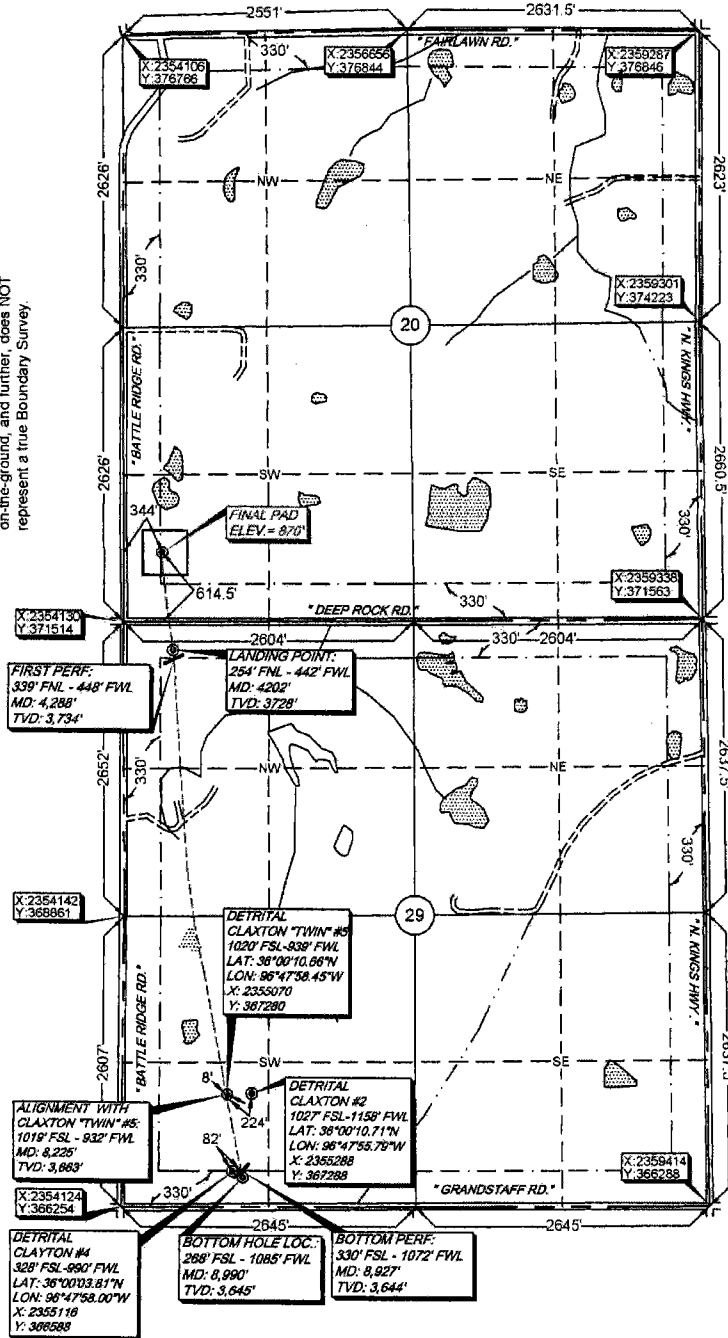 2551'
2631.5'
"FAIRLAWN RD."
330'
X:2354106
Y:376766
X:2356656
Y:376844
X:2359287
Y:376846
2626'
2623'
NW
NE
330'
X:2359301
Y:374223
20
"BATTLE RIDGE RD."
"N. KINGS HWY."
on-the-ground, and further, does NOT
represent a true Boundary Survey.
2626'
2660.5'
SW
SE
344'
FINAL PAD
ELEV.= 870'
330'
614.5'
X:2359338
Y:371563
"DEEP ROCK RD."
330'
X:2354130
Y:371514
2604'
330'
2604'
FIRST PERF:
339' FNL - 448' FWL
MD: 4,288'
TVD: 3,734'
LANDING POINT:
254' FNL - 442' FWL
MD: 4202'
TVD: 3728'
2652'
2637.5'
330'
NW
NE
330'
X:2354142
Y:368861
29
DETRITAL
CLAXTON "TWIN" #5
1020' FSL-939' FWL
LAT: 36°00'10.66"N
LON: 96°47'58.45"W
X: 2355070
Y: 367280
"BATTLE RIDGE RD."
"N. KINGS HWY."
2607'
SW
SE
8'
224'
ALIGNMENT WITH
CLAXTON "TWIN" #5:
1019' FSL - 932' FWL
MD: 8,225'
TVD: 3,663'
DETRITAL
CLAXTON #2
1027' FSL-1158' FWL
LAT: 36°00'10.71"N
LON: 96°47'55.79"W
X: 2355288
Y: 367288
82'
330'
"GRANDSTAFF RD."
X:2354124
Y:366254
X:2359414
Y:366288
2645'
2645'
DETRITAL
CLAYTON #4
328' FSL-990' FWL
LAT: 36°00'03.81"N
LON: 96°47'58.00"W
X: 2355116
Y: 366588
BOTTOM HOLE LOC.:
268' FSL - 1085' FWL
MD: 8,990'
TVD: 3,645'
BOTTOM PERF:
330' FSL - 1072' FWL
MD: 8,927'
TVD: 3,644'